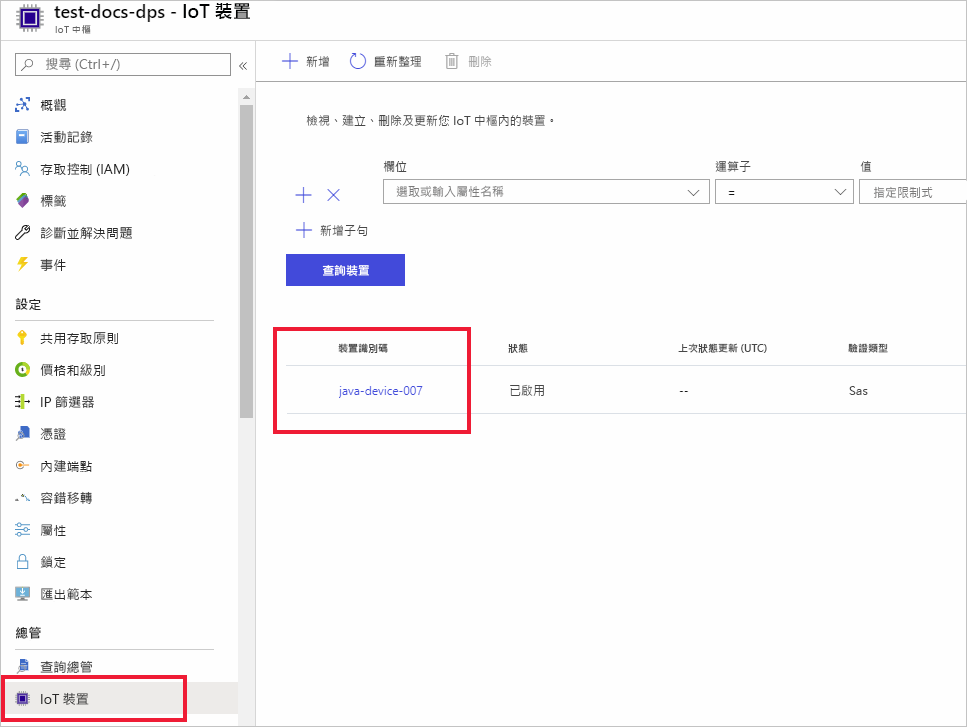 test-docs-dps - IoT 裝置
IoT 中樞
搜尋 (Ctrl+/)
«
概觀
活動記錄
存取控制 (IAM)
標籤
診斷並解決問題
事件
設定
共用存取原則
價格和級別
IP 篩選器
憑證
內建端點
容錯移轉
屬性
鎖定
匯出範本
總管
查詢總管
IoT 裝置
新增
重新整理
刪除
檢視、建立、刪除及更新您 IoT 中樞內的裝置。
欄位
運算子
值
選取或輸入屬性名稱
=
指定限制式
新增子句
查詢裝置
裝置識別碼
狀態
上次狀態更新 (UTC)
驗證類型
java-device-007
已啟用
--
Sas